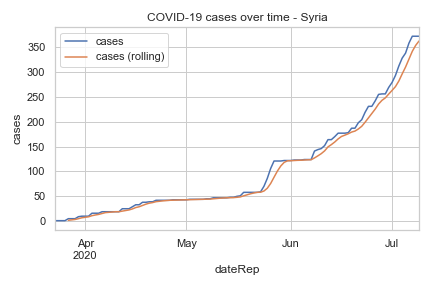 COVID-19 cases over time - Syria
cases
cases (rolling)
350
300
250
200
150
100
50
0
cases
Apr
2020
May
Jun
Jul
dateRep